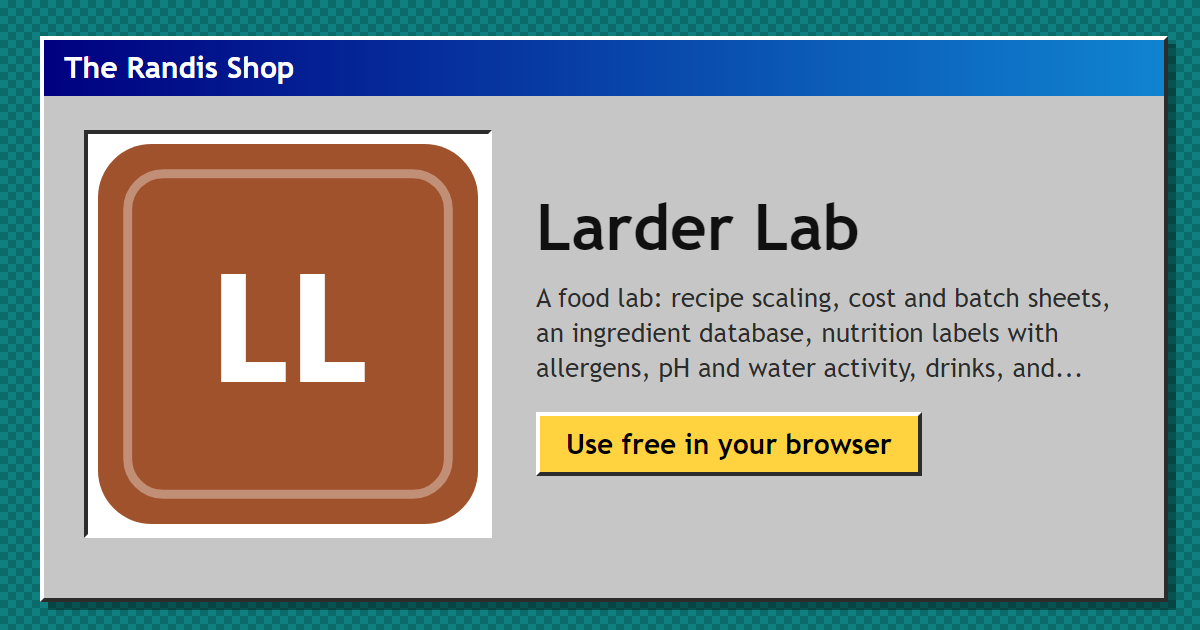 The Randis Shop
LL
Larder Lab
A food lab: recipe scaling, cost and batch sheets,
an ingredient database, nutrition labels with
allergens, pH and water activity, drinks, and...
Use free in your browser